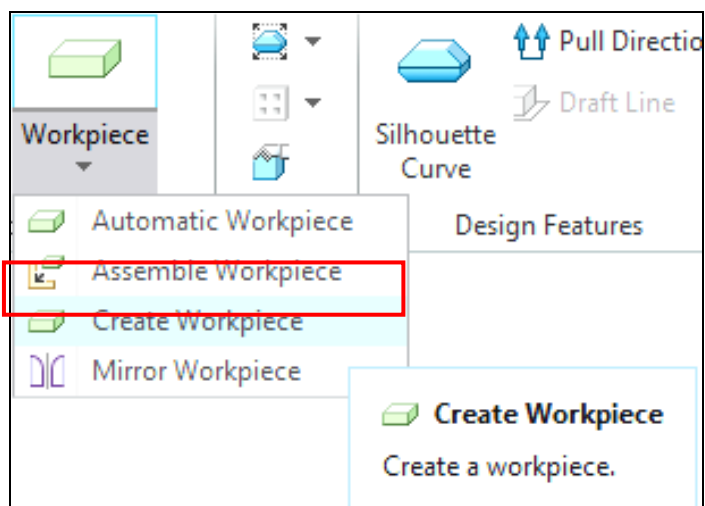 Pull Directio
Draft Line
Workpiece
Silhouette
Curve
Design Features
Automatic Workpiece
Assemble Workpiece
Create Workpiece
Mirror Workpiece
Create Workpiece
Create a workpiece.